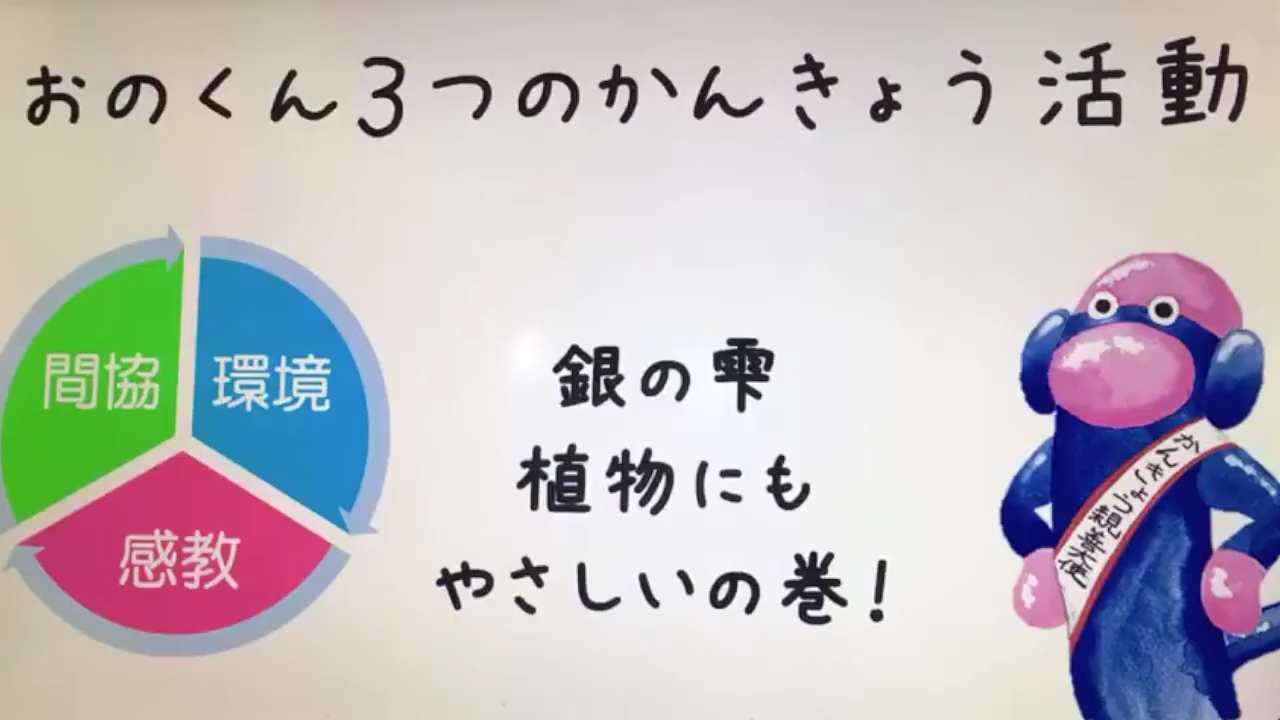 おのくん3つのかんきょう活動
間協
環境
感教
銀の雫
植物にも
やさしいの巻!
かんきょう親善大使